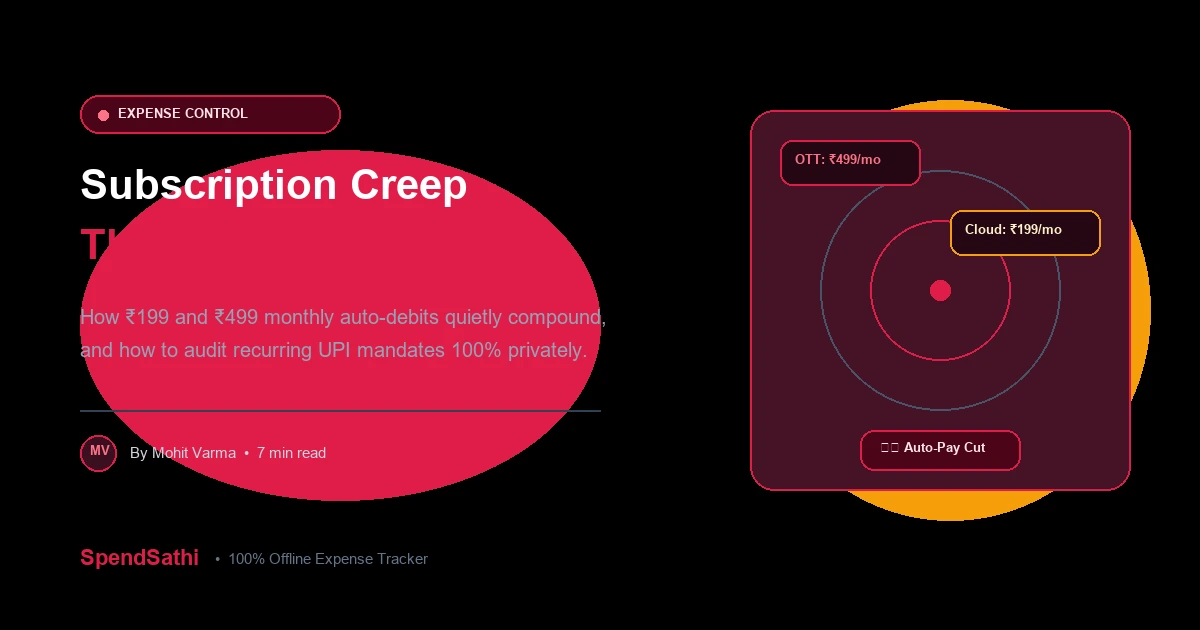 EXPENSE CONTROL
Subscription Creep
How ₹199 and ₹499 monthly auto-debits quietly compound,
and how to audit recurring UPI mandates 100% privately.
MV
By Mohit Varma • 7 min read
SpendSathi • 100% Offline Expense Tracker
OTT: ₹499/mo
Cloud: ₹199/mo
Auto-Pay Cut